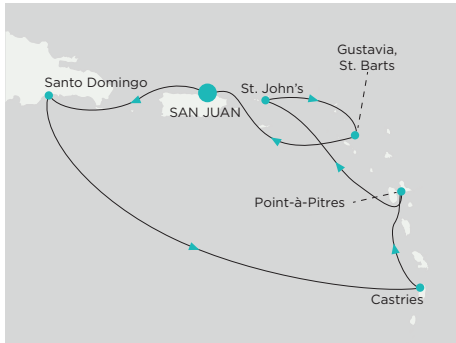 Gustavia,
St. Barts
Santo Domingo
St. John's
SAN JUAN
Point-à-Pitres
Castries